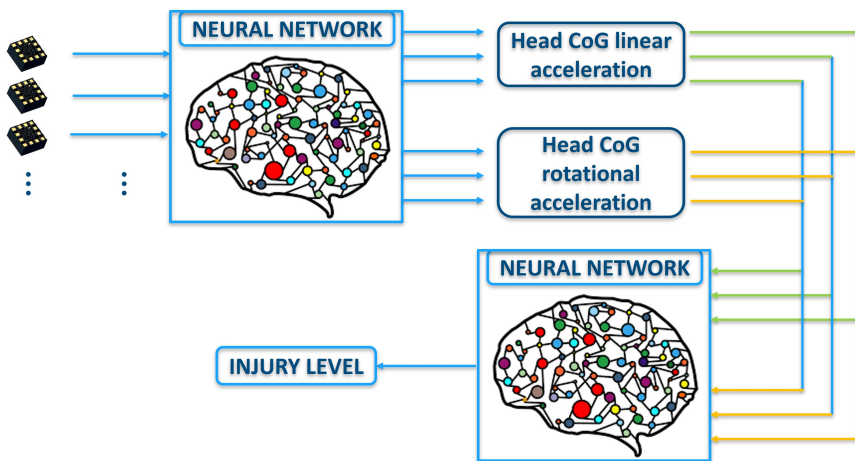 NEURAL NETWORK
Head CoG linear
acceleration
Head CoG
rotational
acceleration
NEURAL NETWORK
INJURY LEVEL